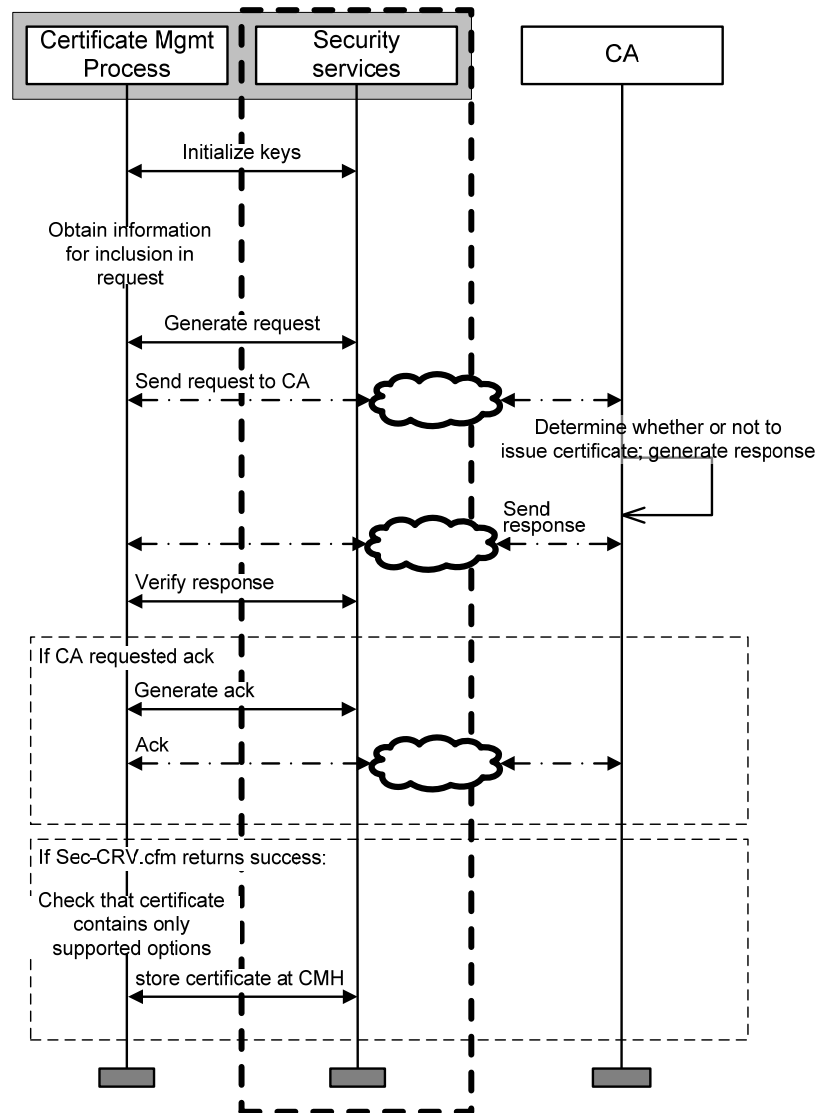 Certificate Mgmt
Process
Security
services
CA
Initialize keys
Obtain information
for inclusion in
request
Generate request
Send request to CA
Determine whether or not to
issue certificate; generate response
Send
response
Verify response
If CA requested ack
Generate ack
Ack
If Sec-CRV.cfm returns success:
Check that certificate
contains only
supported options
store certificate at CMH